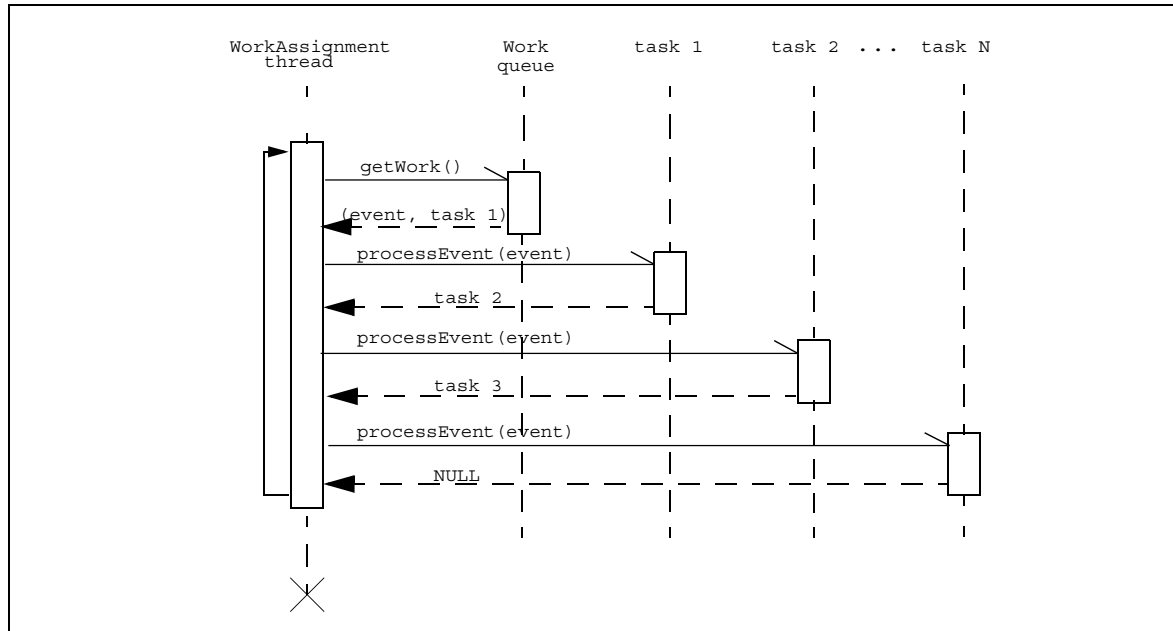 WorkAssignment
thread
Work
queue
task 1
task 2
...
task N
getWork()
(event, task 1)
processEvent(event)
task 2
processEvent(event)
task 3
processEvent(event)
NULL